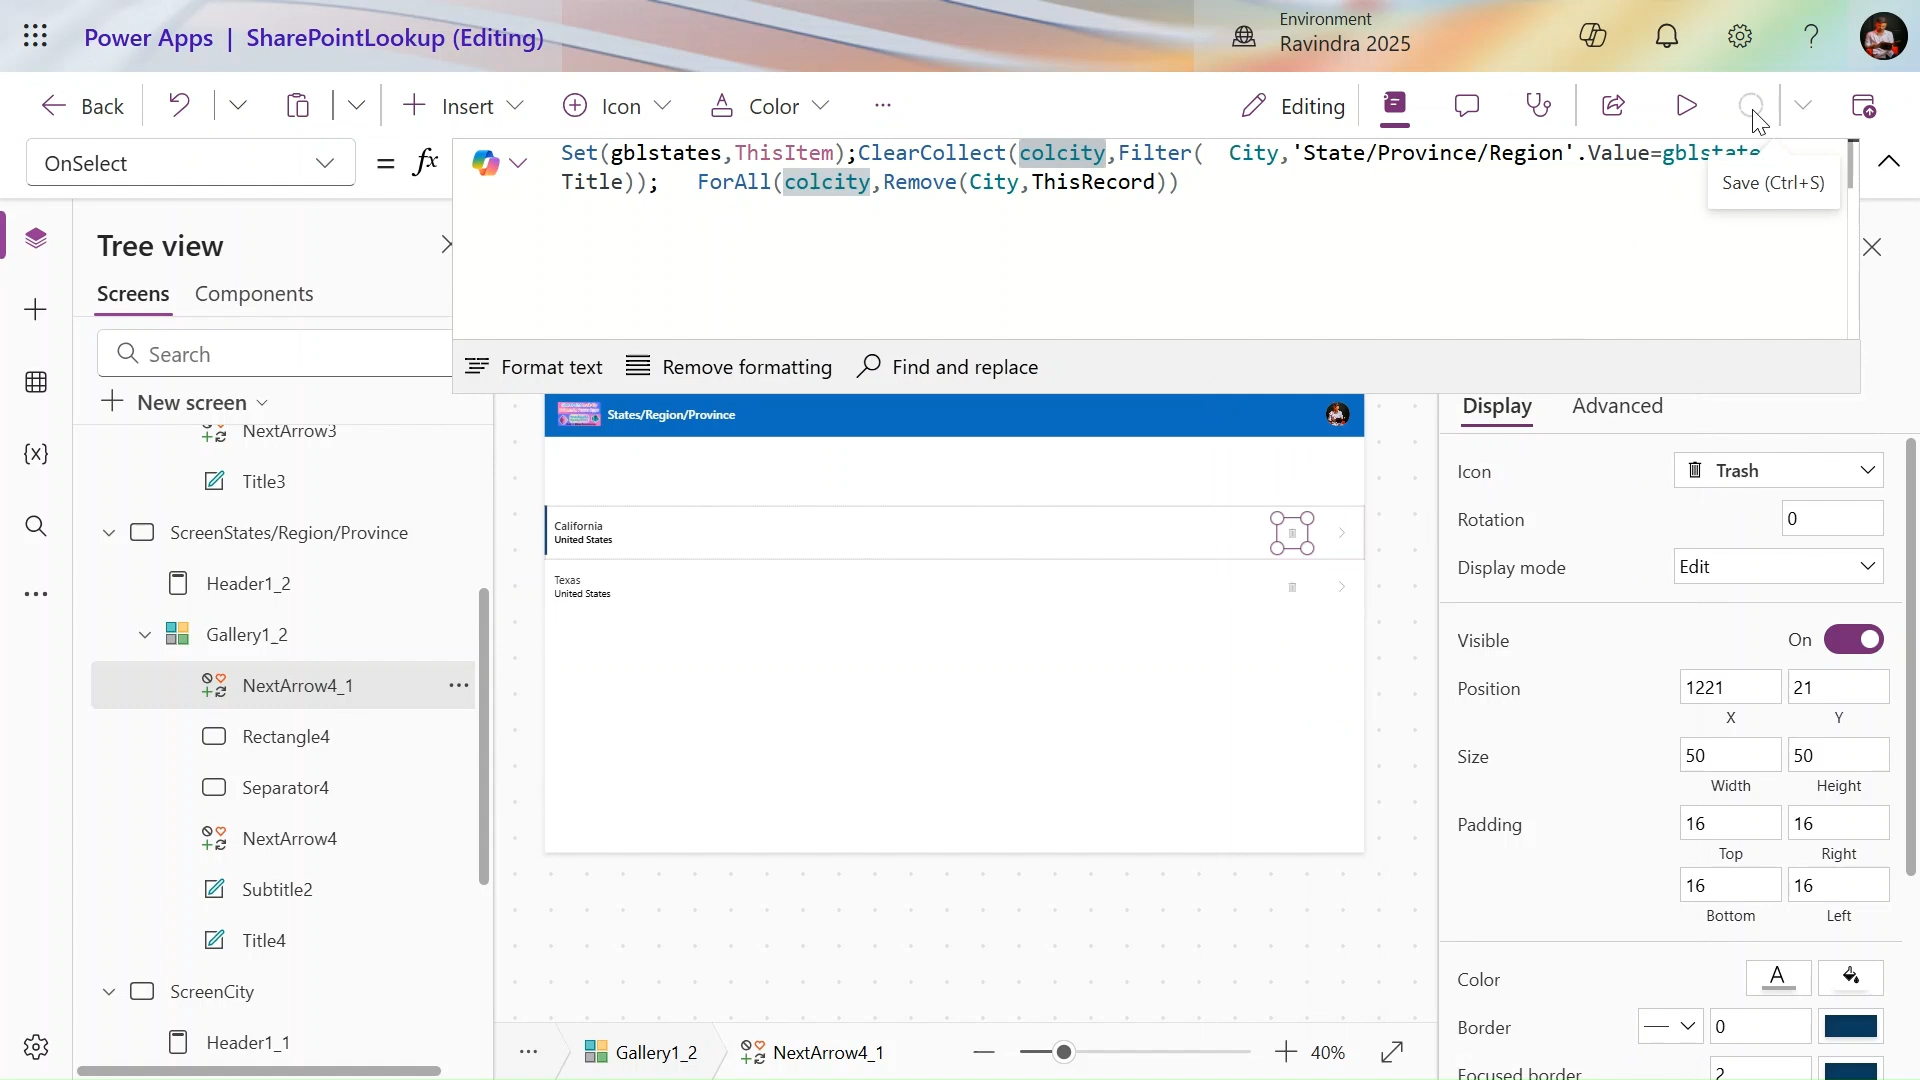 Power Apps | SharePointLookup (Editing)
Environment
Ravindra 2025
Back
Insert
Icon
Color
Editing
OnSelect
= fx
Set(gblstates,ThisItem);ClearCollect(colcity,Filter( City,'State/Province/Region'.Value=gblstate
Title)); ForAll(colcity,Remove(City,ThisRecord))
Save (Ctrl+S)
Tree view
Screens
Components
Search
Format text
Remove formatting
Find and replace
New screen
NextArrow3
Title3
ScreenStates/Region/Province
Header1_2
Gallery1_2
NextArrow4_1
Rectangle4
Separator4
NextArrow4
Subtitle2
Title4
ScreenCity
Header1_1
States/Region/Province
California
United States
Texas
United States
Gallery1_2
NextArrow4_1
40%
Display
Advanced
Icon
Trash
Rotation
0
Display mode
Edit
Visible
On
Position
1221
21
X
Y
Size
50
50
Width
Height
Padding
16
16
Top
Right
16
16
Bottom
Left
Color
Border
0
Focused border
2